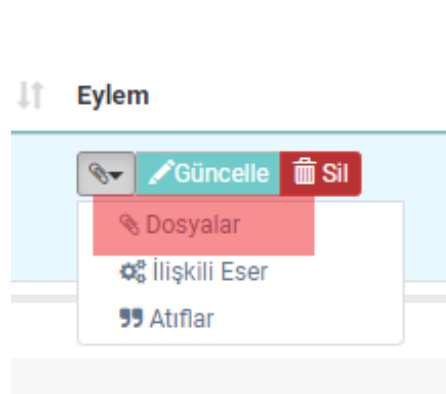 Eylem
Güncelle Sil
Dosyalar
İlişkili Eser
Atıflar